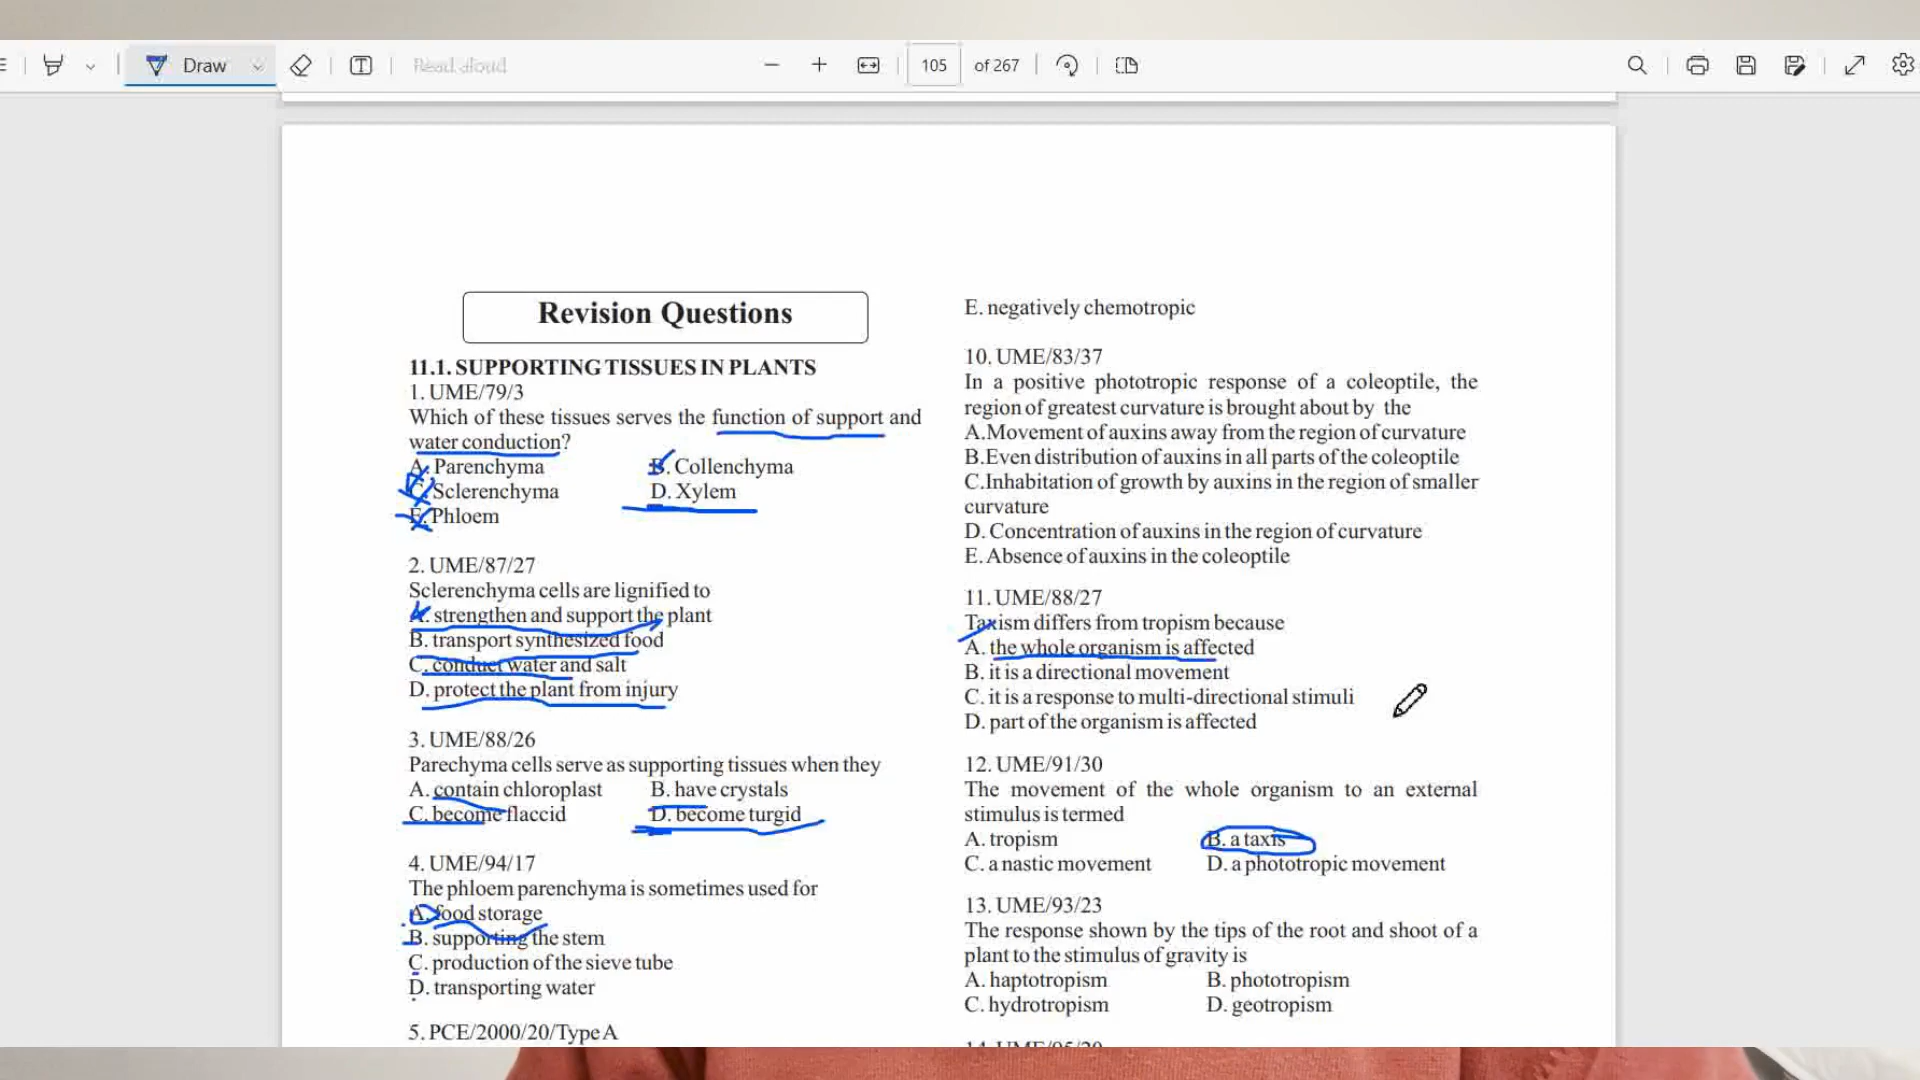 Draw
Read aloud
105 of 267
Revision Questions
11.1. SUPPORTING TISSUES IN PLANTS
1. UME/79/3
Which of these tissues serves the function of support and
water conduction?
A. Parenchyma B. Collenchyma
C. Sclerenchyma D. Xylem
E. Phloem
2. UME/87/27
Sclerenchyma cells are lignified to
A. strengthen and support the plant
B. transport synthesized food
C. conduct water and salt
D. protect the plant from injury
3. UME/88/26
Parechyma cells serve as supporting tissues when they
A. contain chloroplast B. have crystals
C. become flaccid D. become turgid
4. UME/94/17
The phloem parenchyma is sometimes used for
A. food storage
B. supporting the stem
C. production of the sieve tube
D. transporting water
5. PCE/2000/20/Type A
E. negatively chemotropic
10. UME/83/37
In a positive phototropic response of a coleoptile, the
region of greatest curvature is brought about by the
A.Movement of auxins away from the region of curvature
B.Even distribution of auxins in all parts of the coleoptile
C.Inhabitation of growth by auxins in the region of smaller
curvature
D. Concentration of auxins in the region of curvature
E. Absence of auxins in the coleoptile
11. UME/88/27
Taxism differs from tropism because
A. the whole organism is affected
B. it is a directional movement
C. it is a response to multi-directional stimuli
D. part of the organism is affected
12. UME/91/30
The movement of the whole organism to an external
stimulus is termed
A. tropism B. a taxis
C. a nastic movement D. a phototropic movement
13. UME/93/23
The response shown by the tips of the root and shoot of a
plant to the stimulus of gravity is
A. haptotropism B. phototropism
C. hydrotropism D. geotropism